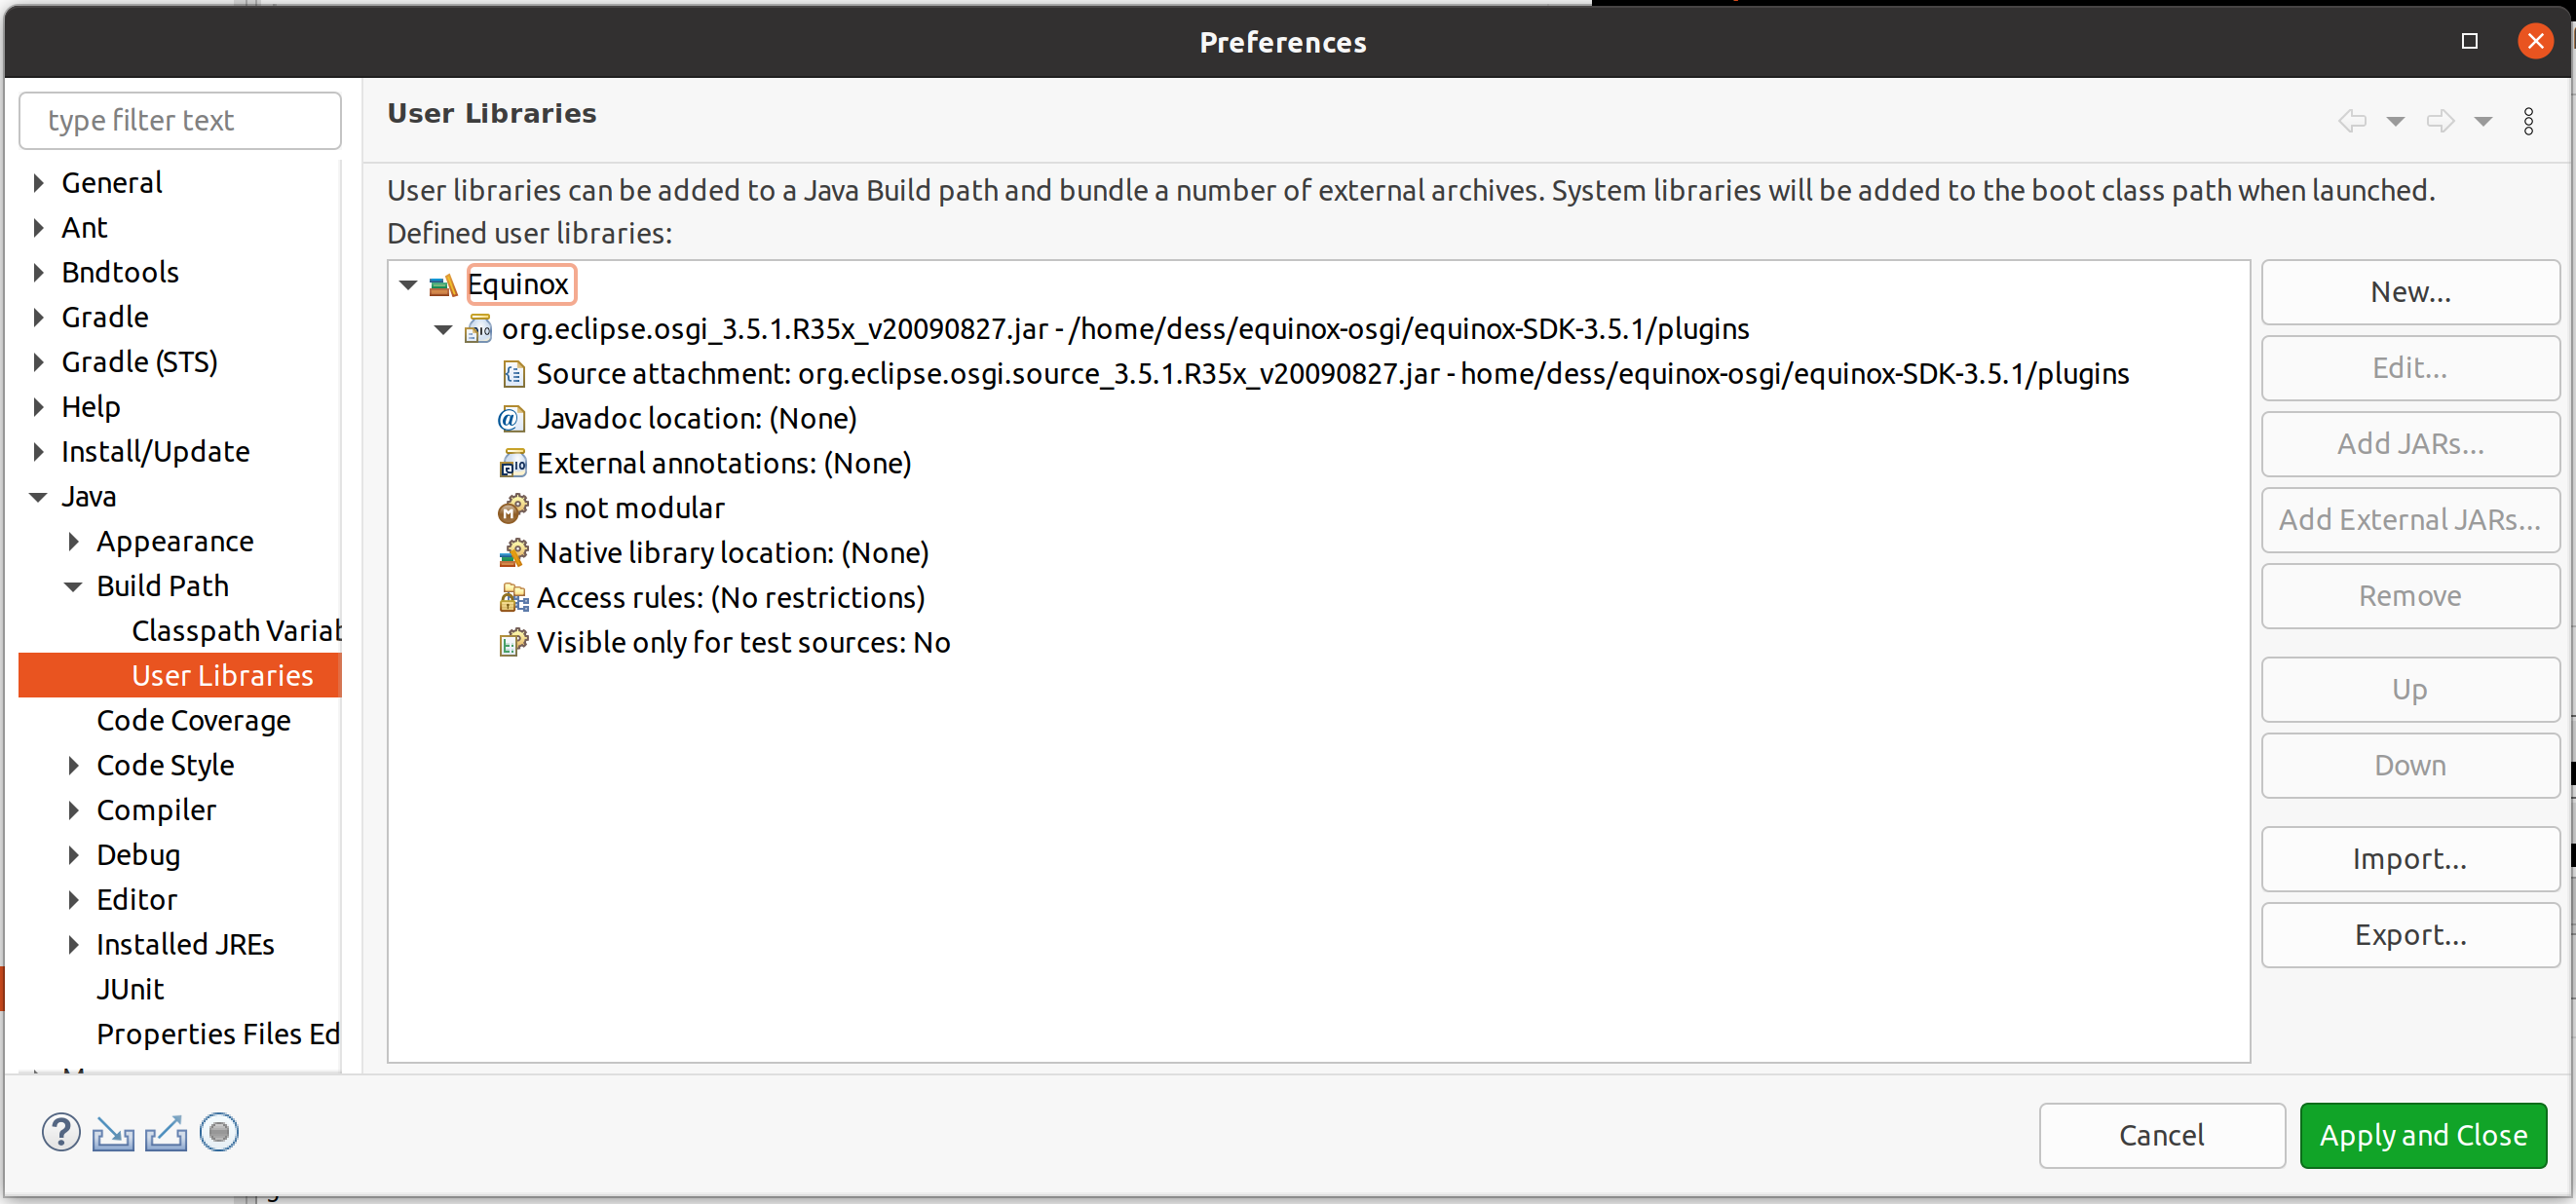 Preferences
type filter text
General
Ant
Bndtools
Gradle
Gradle (STS)
Help
Install/Update
Java
Appearance
Build Path
Classpath Variab
User Libraries
Code Coverage
Code Style
Compiler
Debug
Editor
Installed JREs
JUnit
Properties Files Ed
User Libraries
User libraries can be added to a Java Build path and bundle a number of external archives. System libraries will be added to the boot class path when launched.
Defined user libraries:
Equinox
org.eclipse.osgi_3.5.1.R35x_v20090827.jar - /home/dess/equinox-osgi/equinox-SDK-3.5.1/plugins
Source attachment: org.eclipse.osgi.source_3.5.1.R35x_v20090827.jar - home/dess/equinox-osgi/equinox-SDK-3.5.1/plugins
Javadoc location: (None)
External annotations: (None)
Is not modular
Native library location: (None)
Access rules: (No restrictions)
Visible only for test sources: No
New...
Edit...
Add JARs...
Add External JARs...
Remove
Up
Down
Import...
Export...
Cancel
Apply and Close